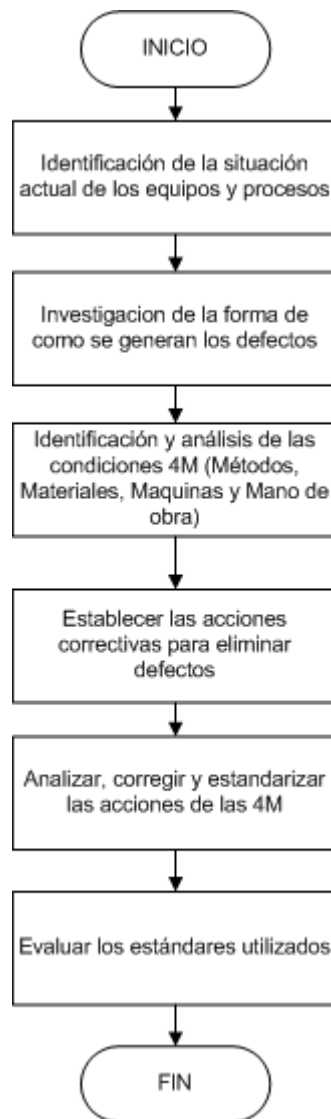 INICIO
Identificación de la situación
actual de los equipos y procesos
Investigacion de la forma de
como se generan los defectos
Identificación y análisis de las
condiciones 4M (Métodos,
Materiales, Maquinas y Mano de
obra)
Establecer las acciones
correctivas para eliminar
defectos
Analizar, corregir y estandarizar
las acciones de las 4M
Evaluar los estándares utilizados
FIN